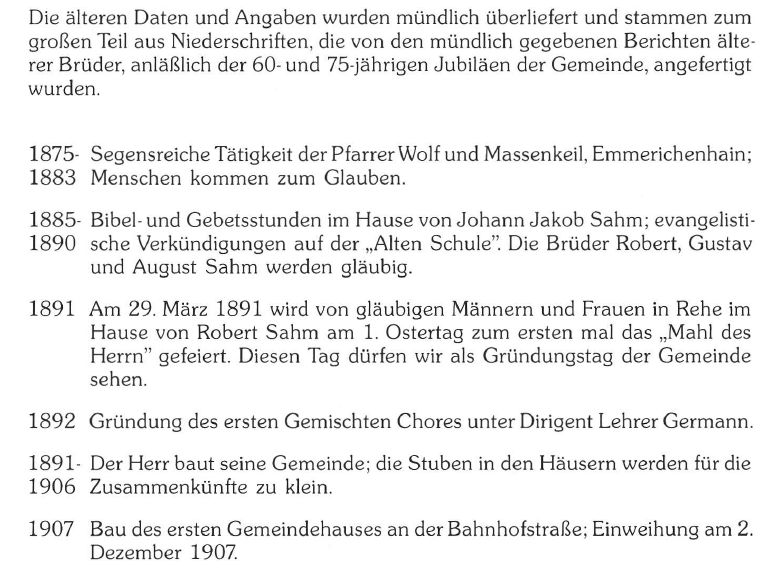 Die älteren Daten und Angaben wurden mündlich überliefert und stammen zum
großen Teil aus Niederschriften, die von den mündlich gegebenen Berichten älte-
rer Brüder, anläßlich der 60- und 75-jährigen Jubiläen der Gemeinde, angefertigt
wurden.
1875- Segensreiche Tätigkeit der Pfarrer Wolf und Massenkeil, Emmerichenhain;
1883 Menschen kommen zum Glauben.
1885- Bibel- und Gebetsstunden im Hause von Johann Jakob Sahm; evangelisti-
1890 sche Verkündigungen auf der „Alten Schule”. Die Brüder Robert, Gustav
und August Sahm werden gläubig.
1891 Am 29. März 1891 wird von gläubigen Männern und Frauen in Rehe im
Hause von Robert Sahm am 1. Ostertag zum ersten mal das „Mahl des
Herrn” gefeiert. Diesen Tag dürfen wir als Gründungstag der Gemeinde
sehen.
1892 Gründung des ersten Gemischten Chores unter Dirigent Lehrer Germann.
1891- Der Herr baut seine Gemeinde; die Stuben in den Häusern werden für die
1906 Zusammenkünfte zu klein.
1907 Bau des ersten Gemeindehauses an der Bahnhofstraße; Einweihung am 2.
Dezember 1907.